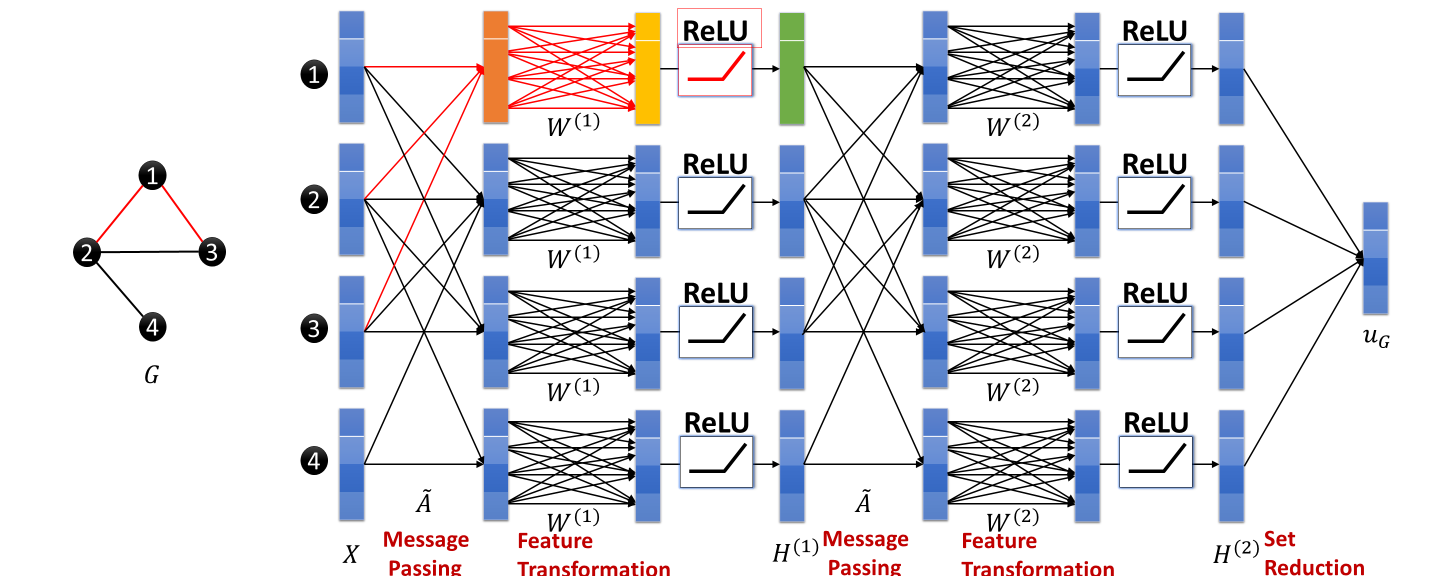 1
2
3
4
G
1
2
3
4
ReLU
ReLU
W^(1)
W^(2)
ReLU
ReLU
W^(1)
W^(2)
ReLU
ReLU
W^(1)
W^(2)
u_G
ReLU
ReLU
Ã
W^(1)
Ã
W^(2)
X
Message
Passing
Feature
Transformation
H^(1)
Message
Passing
Feature
Transformation
H^(2)
Set
Reduction